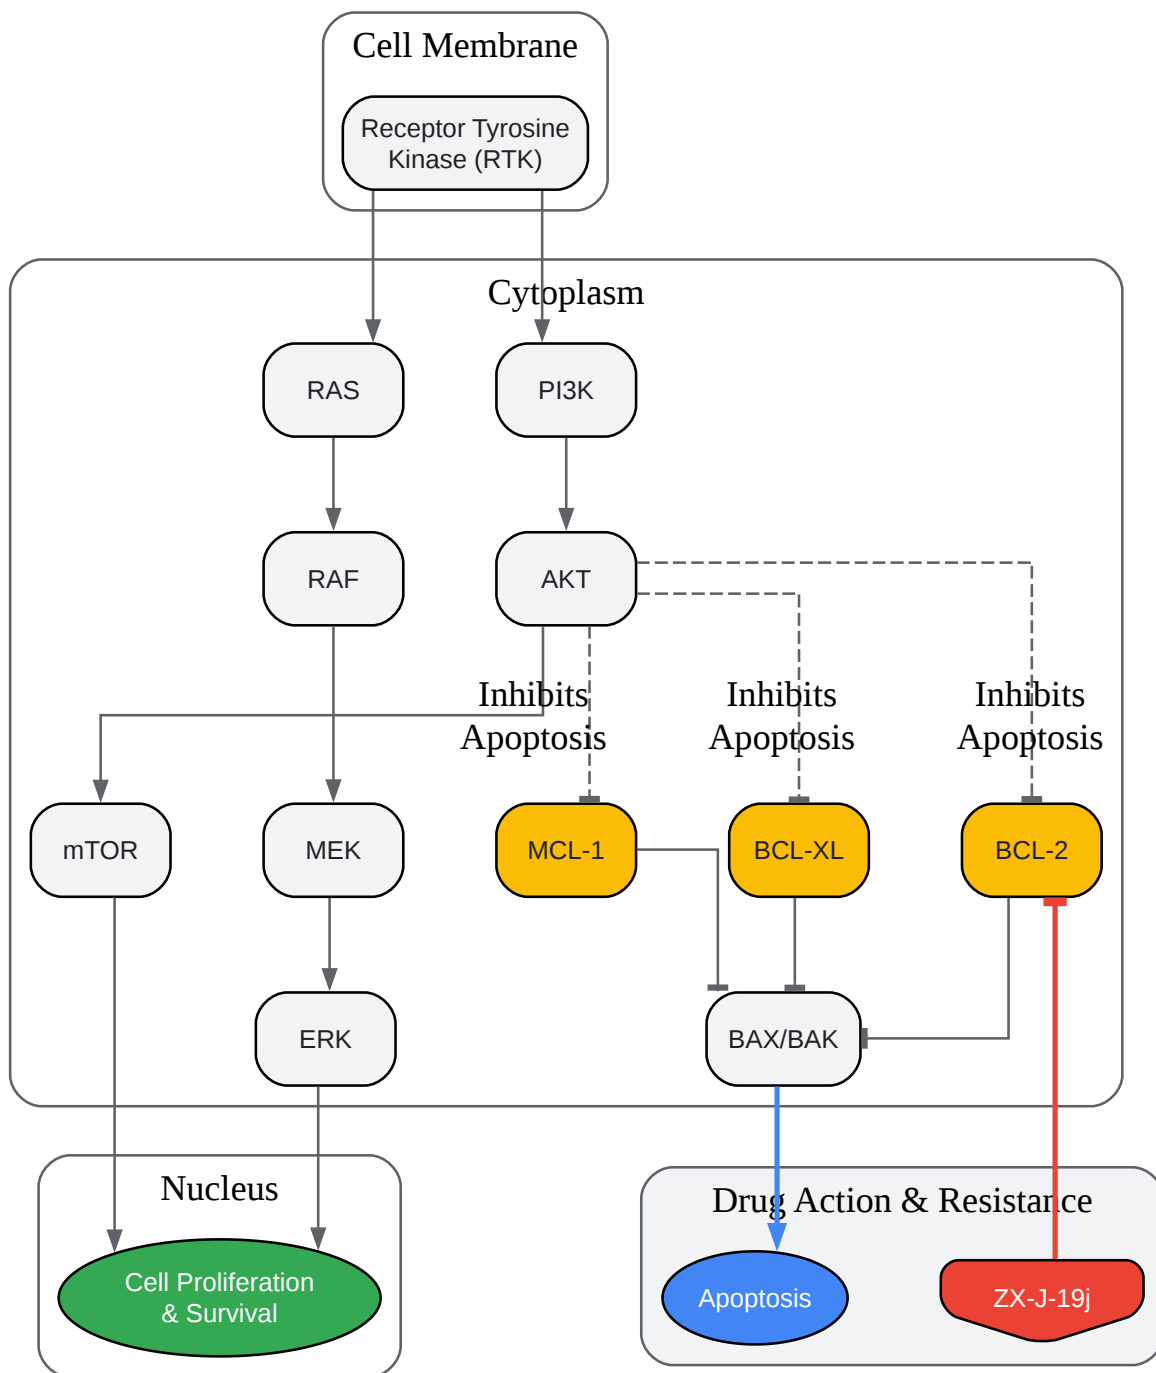 Cell Membrane
Receptor Tyrosine
Kinase (RTK)
Cytoplasm
RAS
PI3K
RAF
AKT
Inhibits
Apoptosis
Inhibits
Apoptosis
Inhibits
Apoptosis
mTOR
MEK
MCL-1
BCL-XL
BCL-2
ERK
BAX/BAK
Nucleus
Drug Action & Resistance
Cell Proliferation
& Survival
Apoptosis
ZX-J-19j